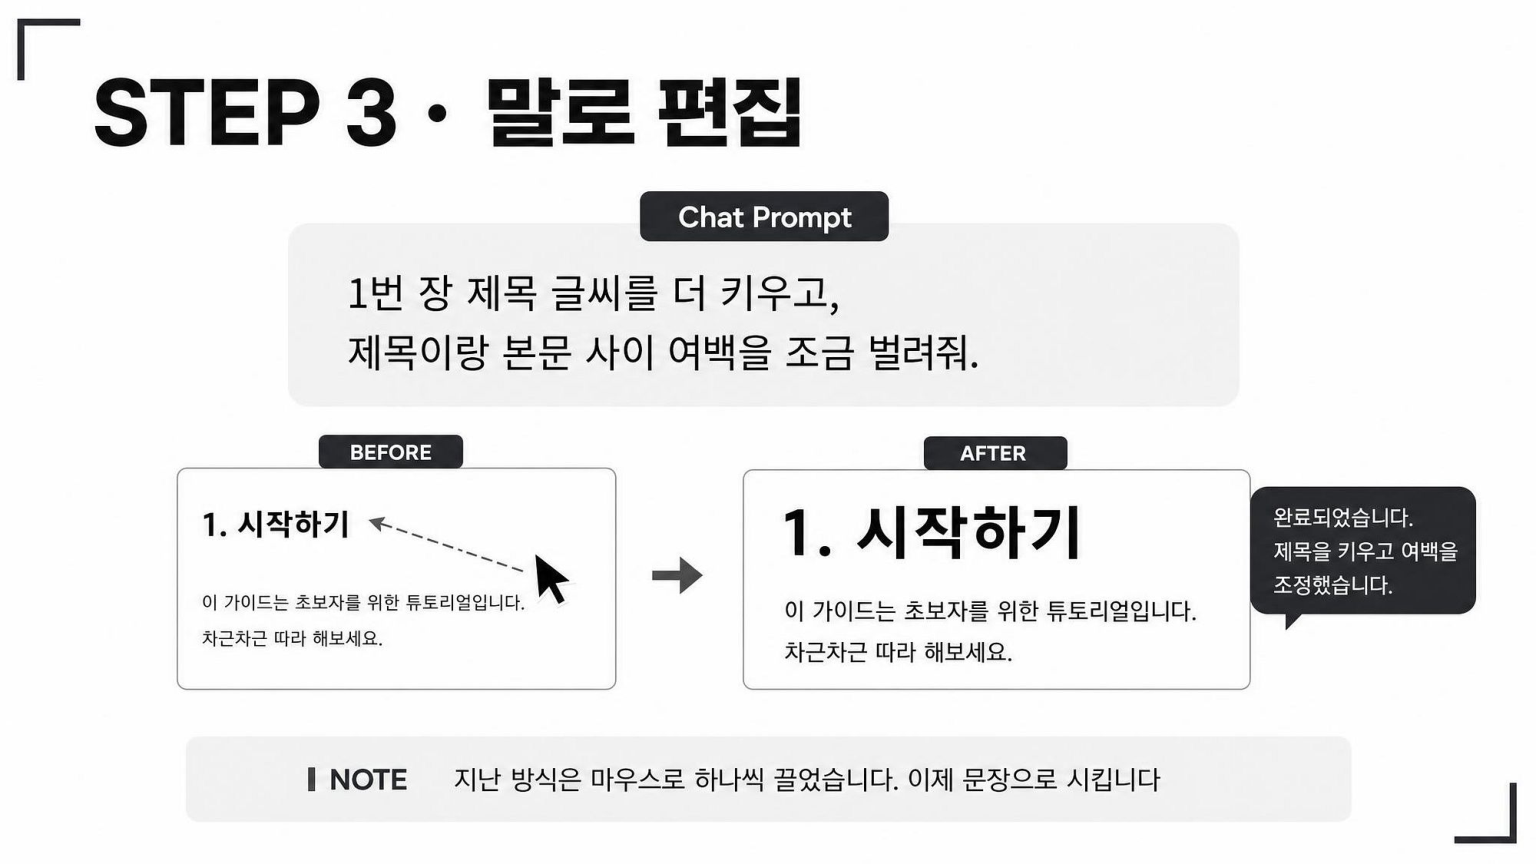 STEP 3 · 말로 편집
Chat Prompt
1번 장 제목 글씨를 더 키우고,
제목이랑 본문 사이 여백을 조금 벌려줘.
BEFORE
1. 시작하기
이 가이드는 초보자를 위한 튜토리얼입니다.
차근차근 따라 해보세요.
AFTER
1. 시작하기
이 가이드는 초보자를 위한 튜토리얼입니다.
차근차근 따라 해보세요.
완료되었습니다.
제목을 키우고 여백을
조정했습니다.
NOTE 지난 방식은 마우스로 하나씩 끌었습니다. 이제 문장으로 시킵니다